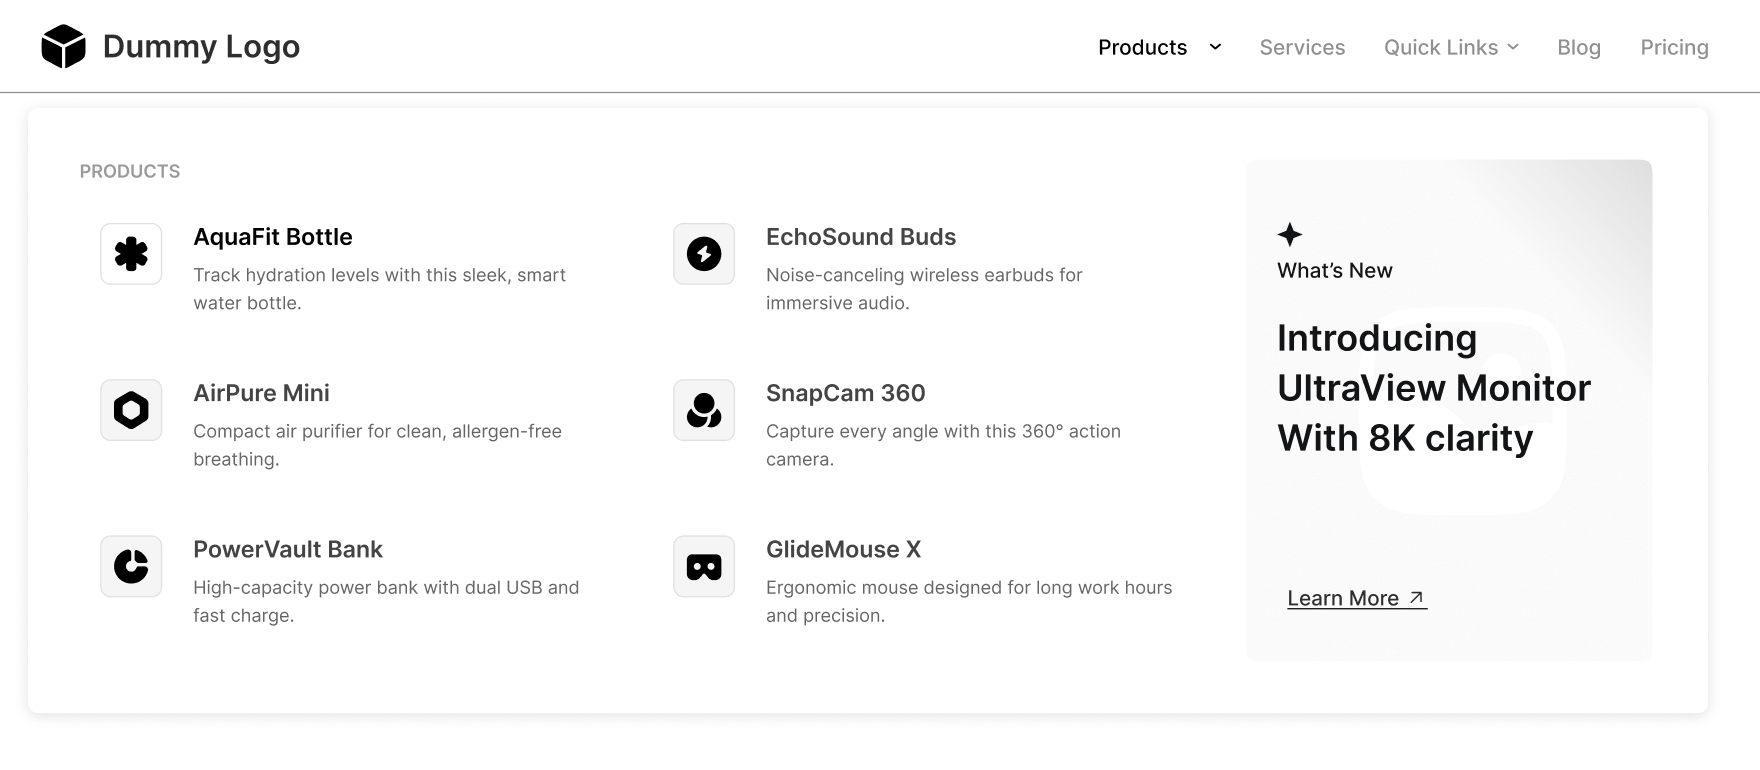 Dummy Logo
Products
Services
Quick Links
Blog
Pricing
PRODUCTS
AquaFit Bottle
Track hydration levels with this sleek, smart
water bottle.
EchoSound Buds
Noise-canceling wireless earbuds for
immersive audio.
AirPure Mini
Compact air purifier for clean, allergen-free
breathing.
SnapCam 360
Capture every angle with this 360° action
camera.
PowerVault Bank
High-capacity power bank with dual USB and
fast charge.
GlideMouse X
Ergonomic mouse designed for long work hours
and precision.
What’s New
Introducing
UltraView Monitor
With 8K clarity
Learn More